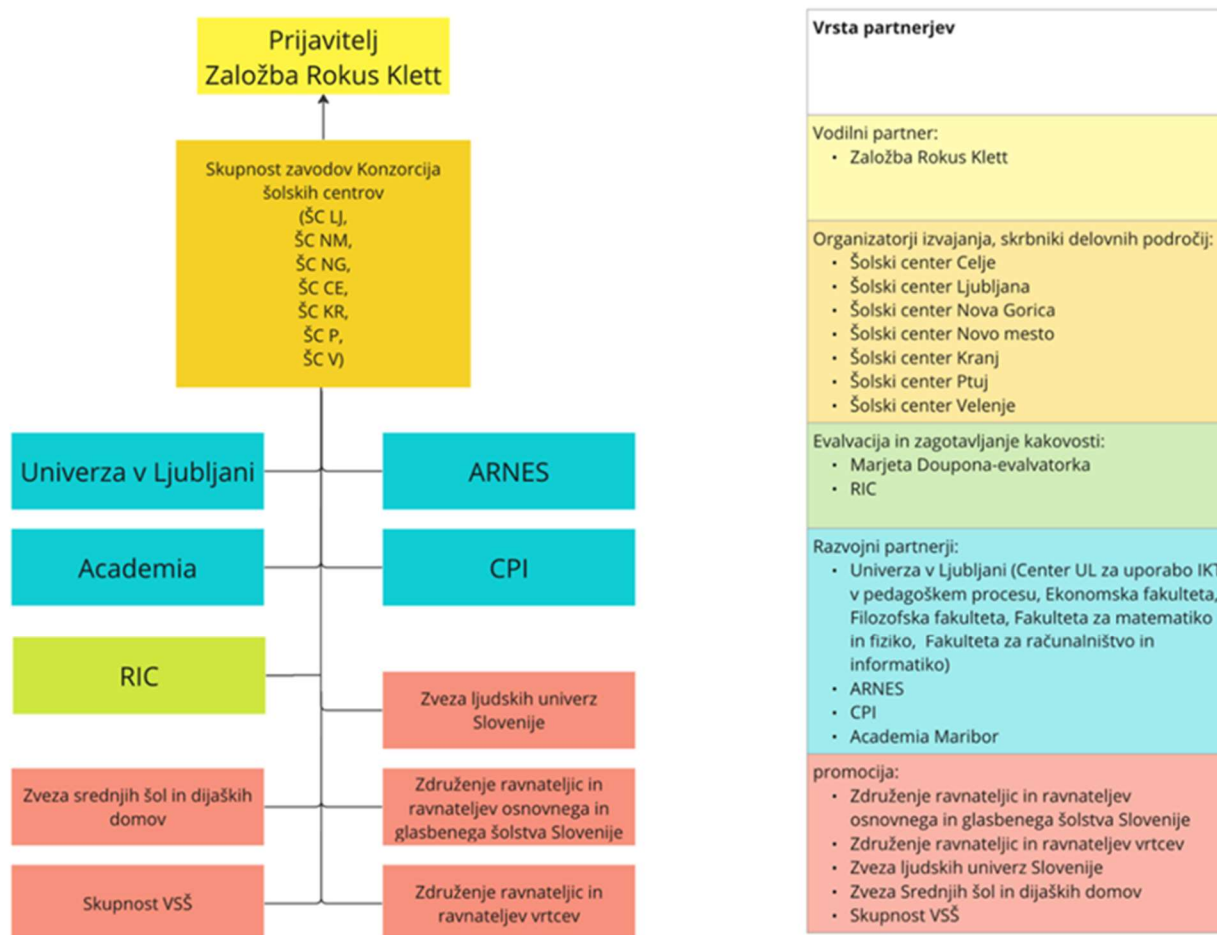 Prijavitelj
Založba Rokus Klett
Skupnost zavodov Konzorcija
šolskih centrov
(ŠC LJ,
ŠC NM,
ŠC NG,
ŠC CE,
ŠC KR,
ŠC P,
ŠC V)
Univerza v Ljubljani
ARNES
Academia
CPI
RIC
Zveza ljudskih univerz
Slovenije
Zveza srednjih šol in dijaških
domov
Združenje ravnateljic in
ravnateljev osnovnega in
glasbenega šolstva Slovenije
Skupnost VSŠ
Združenje ravnateljic in
ravnateljev vrtcev
Vrsta partnerjev
Vodilni partner:
• Založba Rokus Klett
Organizatorji izvajanja, skrbniki delovnih področij:
• Šolski center Celje
• Šolski center Ljubljana
• Šolski center Nova Gorica
• Šolski center Novo mesto
• Šolski center Kranj
• Šolski center Ptuj
• Šolski center Velenje
Evalvacija in zagotavljanje kakovosti:
• Marjeta Doupona-evalvatorka
• RIC
Razvojni partnerji:
• Univerza v Ljubljani (Center UL za uporabo IKT
v pedagoškem procesu, Ekonomska fakulteta,
Filozofska fakulteta, Fakulteta za matematiko
in fiziko, Fakulteta za računalništvo in
informatiko)
• ARNES
• CPI
• Academia Maribor
promocija:
• Združenje ravnateljic in ravnateljev
osnovnega in glasbenega šolstva Slovenije
• Združenje ravnateljic in ravnateljev vrtcev
• Zveza ljudskih univerz Slovenije
• Zveza Srednjih šol in dijaških domov
• Skupnost VSŠ